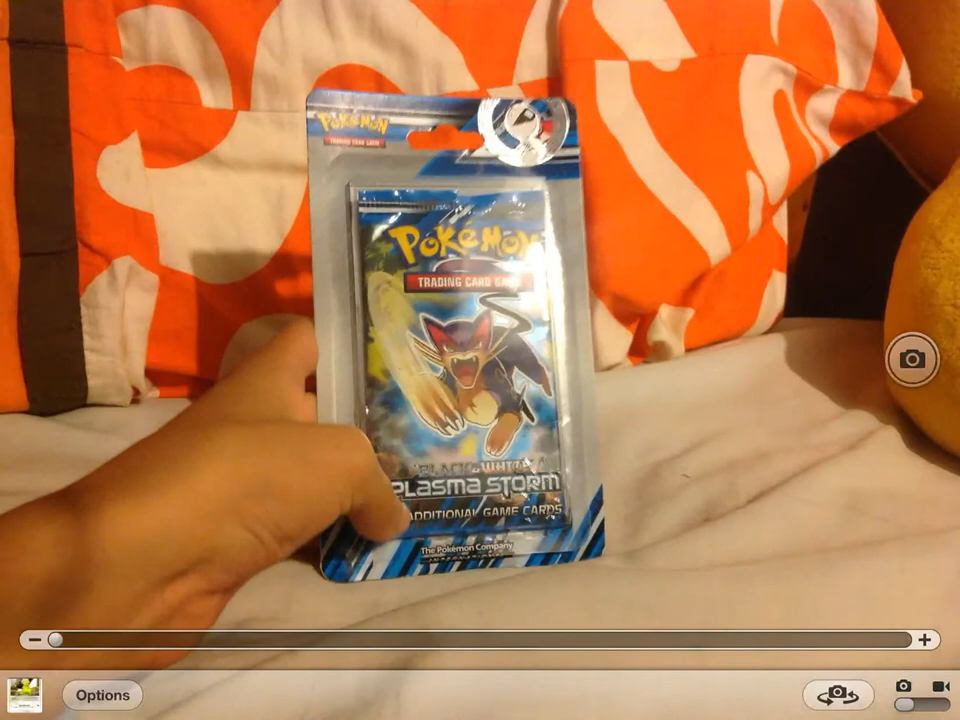 POKéMON
TRADING CARD GAME
POKéMON
TRADING CARD GAME
BLACK & WHITE
PLASMA STORM
ADDITIONAL GAME CARDS
The Pokémon Company
INTERNATIONAL
Options